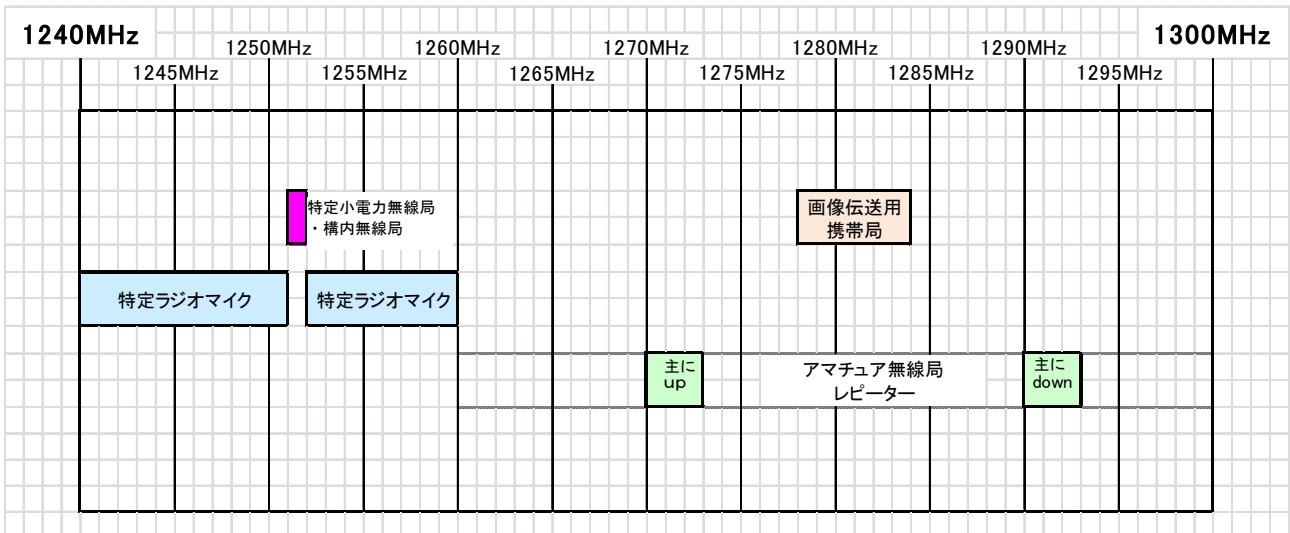 1240MHz
1300MHz
1250MHz
1260MHz
1270MHz
1280MHz
1290MHz
1245MHz
1255MHz
1265MHz
1275MHz
1285MHz
1295MHz
特定小電力無線局
・構内無線局
画像伝送用
携帯局
特定ラジオマイク
特定ラジオマイク
主に
up
アマチュア無線局
レピーター
主に
down